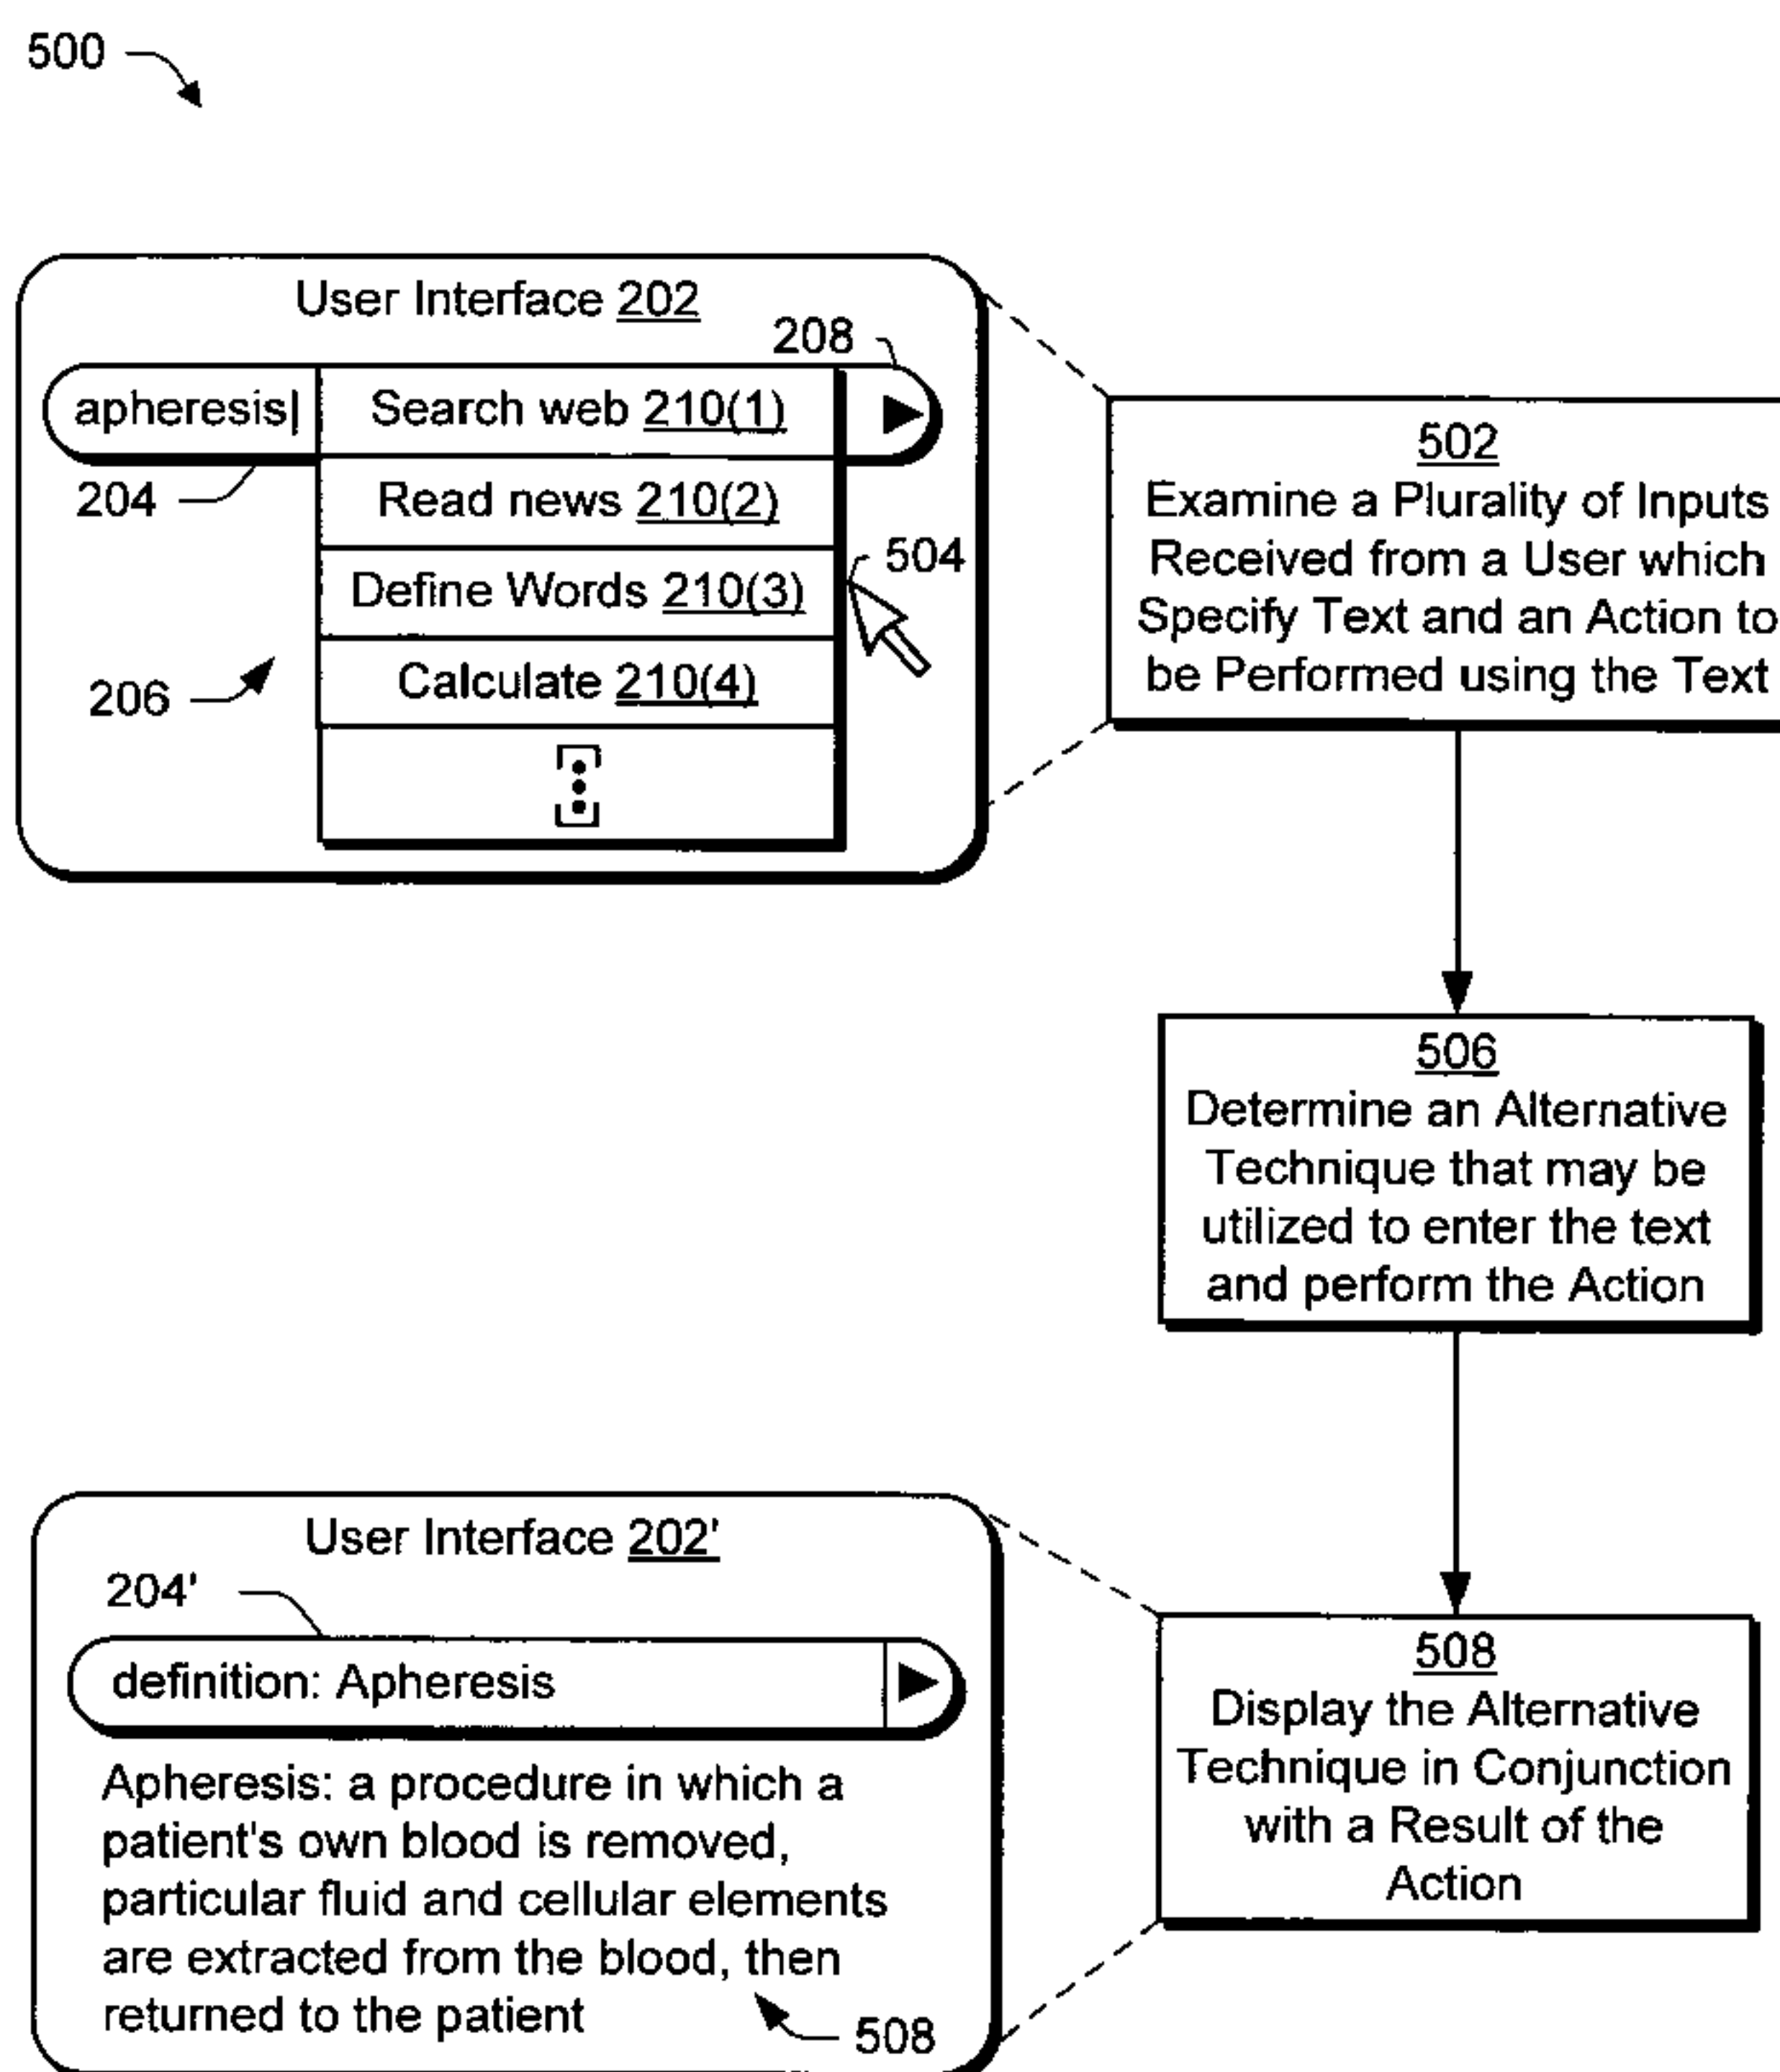 500
User Interface 202
208
apheresis|
Search web 210(1)
204
Read news 210(2)
504
Define Words 210(3)
206
Calculate 210(4)
502
Examine a Plurality of Inputs
Received from a User which
Specify Text and an Action to
be Performed using the Text
506
Determine an Alternative
Technique that may be
utilized to enter the text
and perform the Action
User Interface 202'
204'
definition: Apheresis
Apheresis: a procedure in which a
patient's own blood is removed,
particular fluid and cellular elements
are extracted from the blood, then
returned to the patient
508
508
Display the Alternative
Technique in Conjunction
with a Result of the
Action